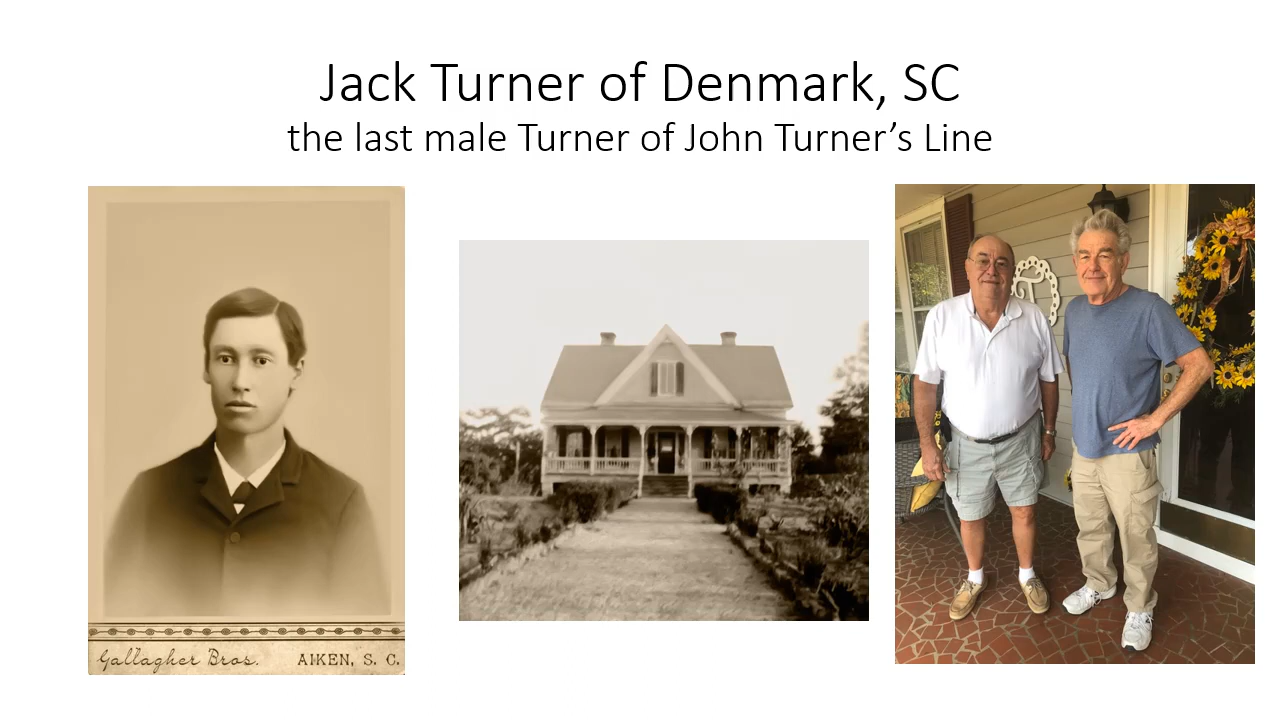 Jack Turner of Denmark, SC
the last male Turner of John Turner’s Line
Gallagher Bros. AIKEN, S. C.